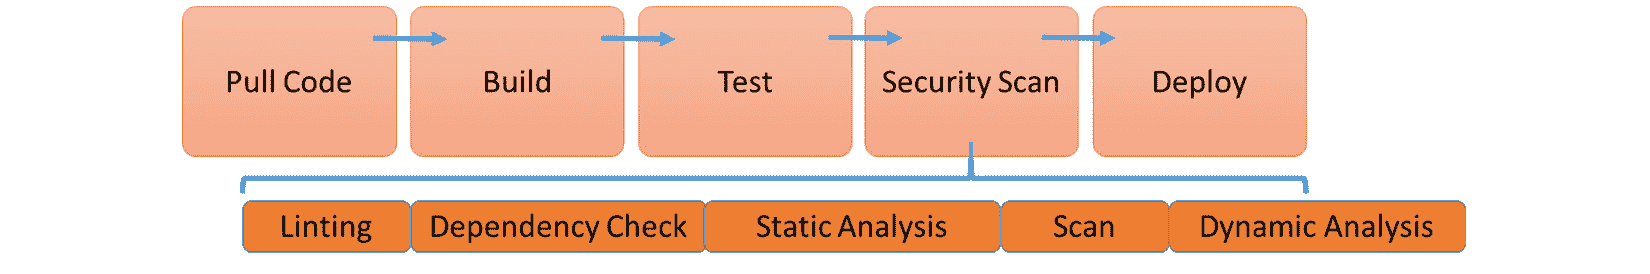 Pull Code
Build
Test
Security Scan
Deploy
Linting
Dependency Check
Static Analysis
Scan
Dynamic Analysis